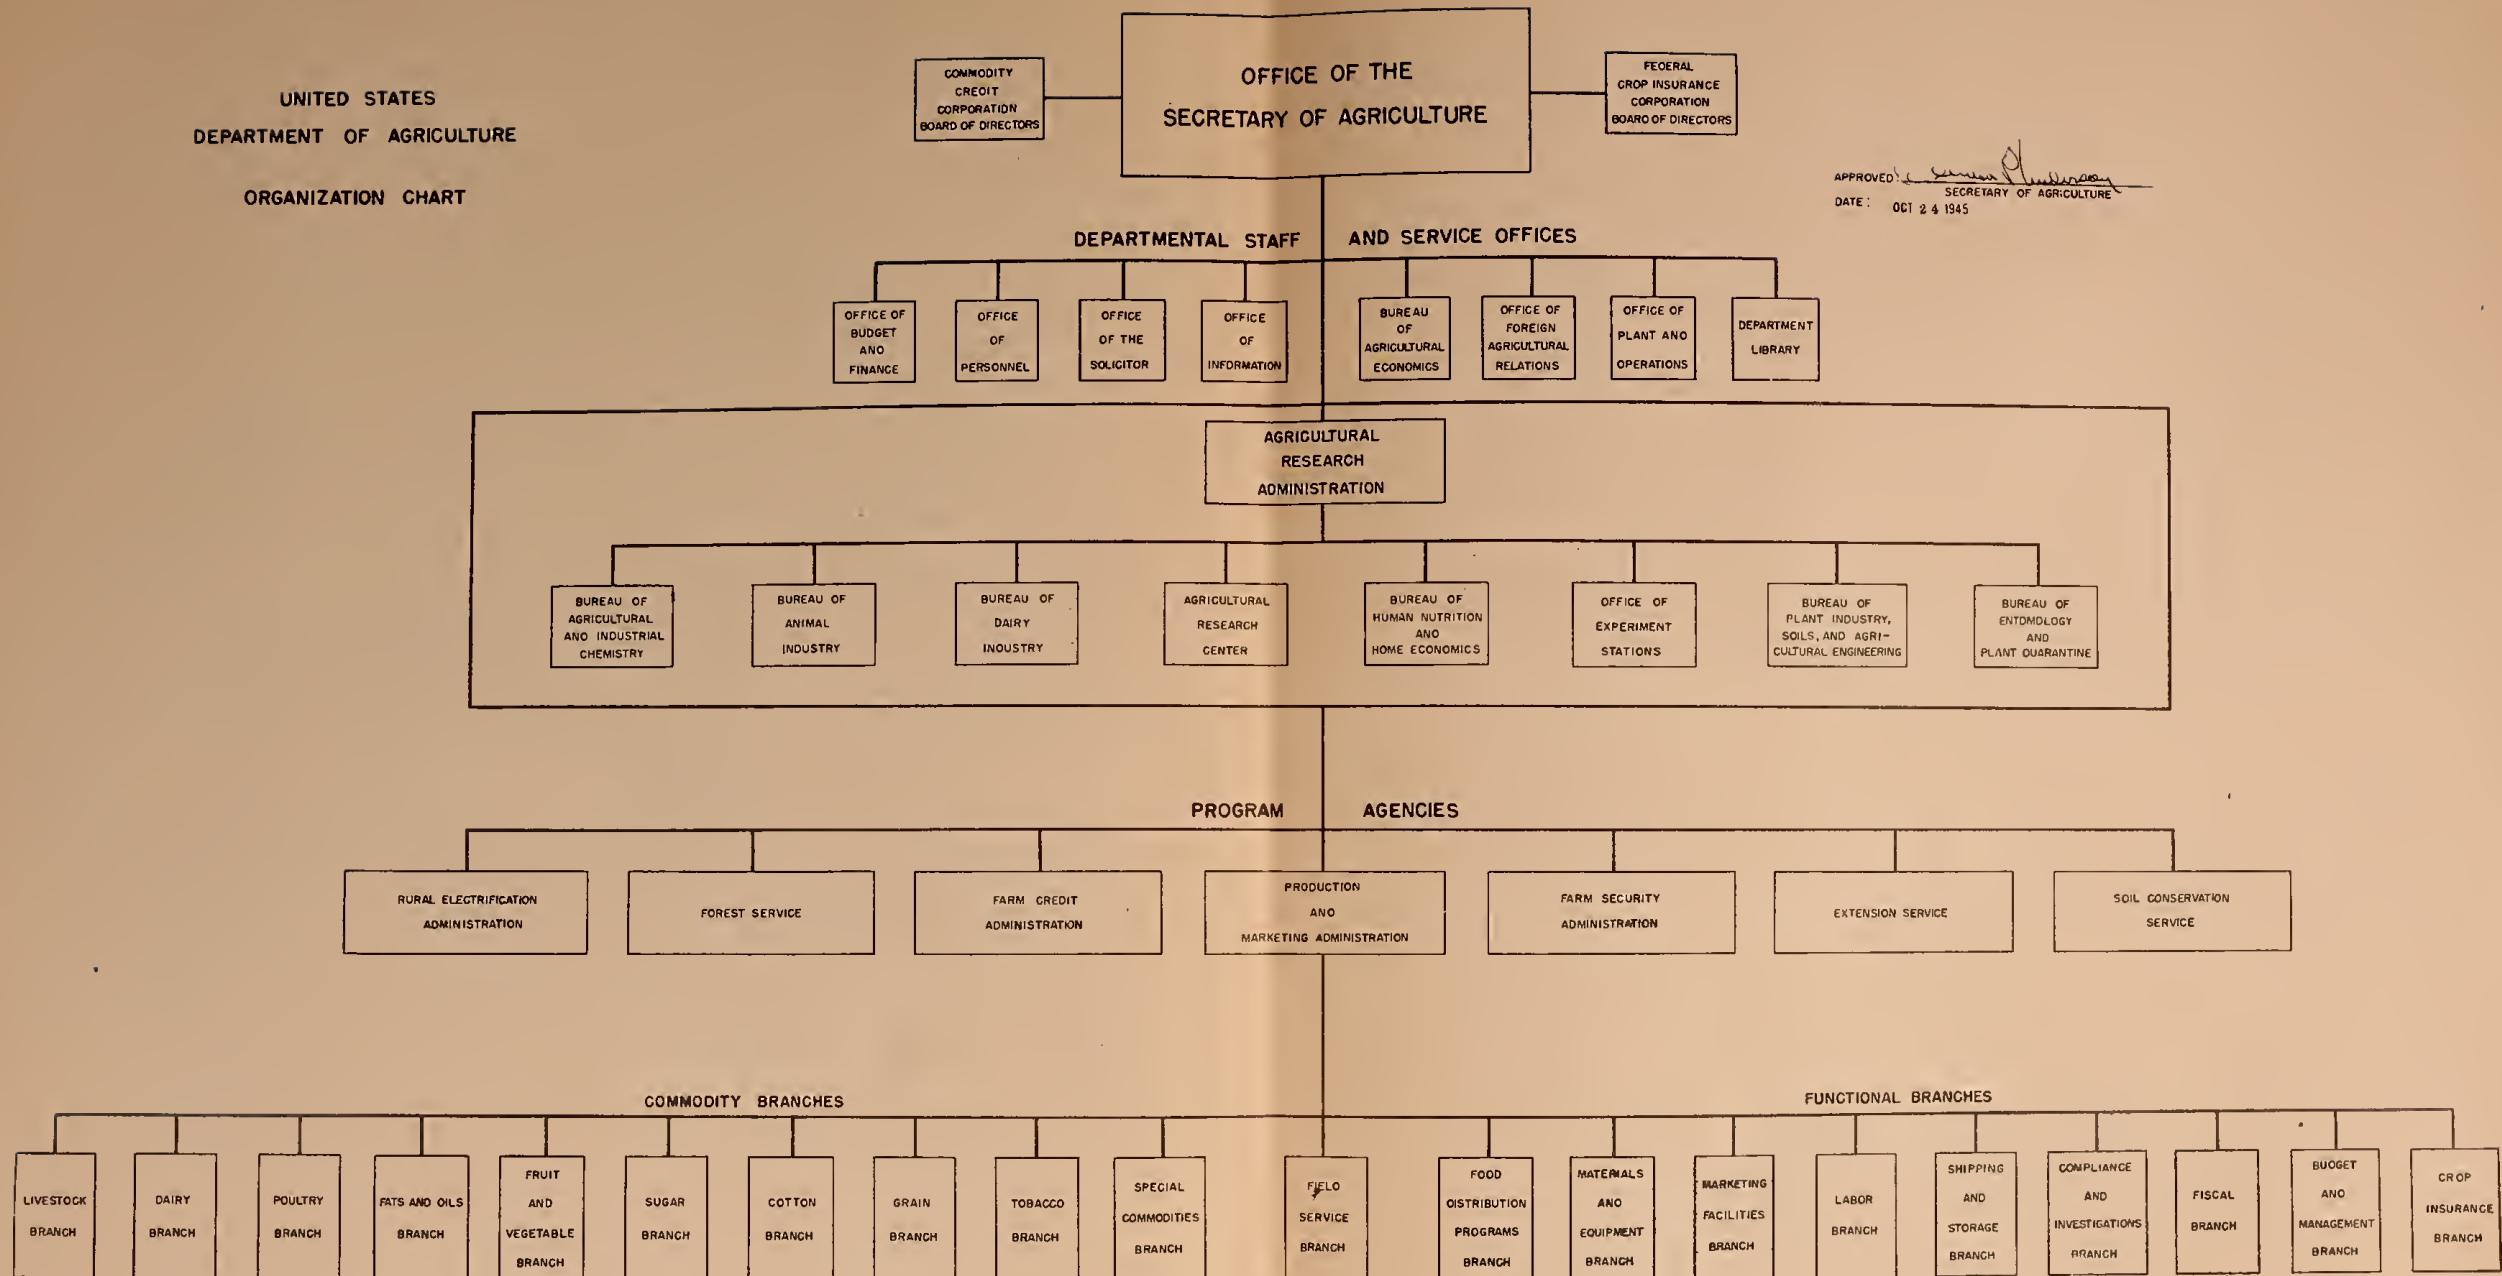 UNITED STATES
DEPARTMENT OF AGRICULTURE
ORGANIZATION CHART
COMMODITY
CREDIT
CORPORATION
BOARD OF DIRECTORS
OFFICE OF THE
SECRETARY OF AGRICULTURE
FEDERAL
CROP INSURANCE
CORPORATION
BOARD OF DIRECTORS
APPROVED:
SECRETARY OF AGRICULTURE
DATE: OCT 24 1945
DEPARTMENTAL STAFF AND SERVICE OFFICES
OFFICE OF
BUDGET
AND
FINANCE
OFFICE
OF
PERSONNEL
OFFICE
OF THE
SOLICITOR
OFFICE
OF
INFORMATION
BUREAU
OF
AGRICULTURAL
ECONOMICS
OFFICE OF
FOREIGN
AGRICULTURAL
RELATIONS
OFFICE OF
PLANT AND
OPERATIONS
DEPARTMENT
LIBRARY
AGRICULTURAL
RESEARCH
ADMINISTRATION
BUREAU OF
AGRICULTURAL
AND INDUSTRIAL
CHEMISTRY
BUREAU OF
ANIMAL
INDUSTRY
BUREAU OF
DAIRY
INDUSTRY
AGRICULTURAL
RESEARCH
CENTER
BUREAU OF
HUMAN NUTRITION
AND
HOME ECONOMICS
OFFICE OF
EXPERIMENT
STATIONS
BUREAU OF
PLANT INDUSTRY,
SOILS, AND AGRI-
CULTURAL ENGINEERING
BUREAU OF
ENTOMOLOGY
AND
PLANT QUARANTINE
PROGRAM AGENCIES
RURAL ELECTRIFICATION
ADMINISTRATION
FOREST SERVICE
FARM CREDIT
ADMINISTRATION
PRODUCTION
AND
MARKETING ADMINISTRATION
FARM SECURITY
ADMINISTRATION
EXTENSION SERVICE
SOIL CONSERVATION
SERVICE
COMMODITY BRANCHES
FUNCTIONAL BRANCHES
LIVESTOCK
BRANCH
DAIRY
BRANCH
POULTRY
BRANCH
FATS AND OILS
BRANCH
FRUIT
AND
VEGETABLE
BRANCH
SUGAR
BRANCH
COTTON
BRANCH
GRAIN
BRANCH
TOBACCO
BRANCH
SPECIAL
COMMODITIES
BRANCH
FIELD
SERVICE
BRANCH
FOOD
DISTRIBUTION
PROGRAMS
BRANCH
MATERIALS
AND
EQUIPMENT
BRANCH
MARKETING
FACILITIES
BRANCH
LABOR
BRANCH
SHIPPING
AND
STORAGE
BRANCH
COMPLIANCE
AND
INVESTIGATIONS
BRANCH
FISCAL
BRANCH
BUDGET
AND
MANAGEMENT
BRANCH
CROP
INSURANCE
BRANCH